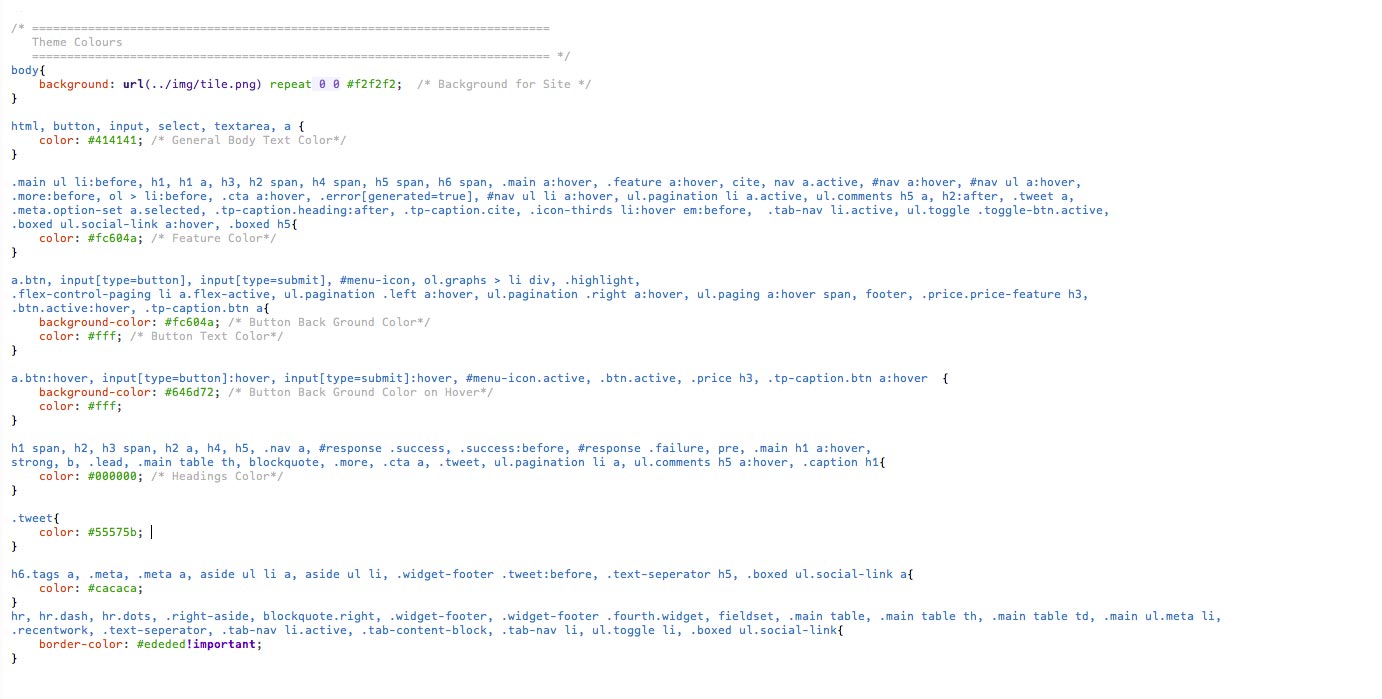 /* ==========================================================================
   Theme Colours
   ========================================================================== */
body{
    background: url(../img/tile.png) repeat 0 0 #f2f2f2;  /* Background for Site */
}

html, button, input, select, textarea, a {
    color: #414141; /* General Body Text Color*/
}

.main ul li:before, h1, h1 a, h3, h2 span, h4 span, h5 span, h6 span, .main a:hover, .feature a:hover, cite, nav a.active, #nav a:hover, #nav ul a:hover,
.more:before, ol > li:before, .cta a:hover, .error[generated=true], #nav ul li a:hover, ul.pagination li a.active, ul.comments h5 a, h2:after, .tweet a,
.meta.option-set a.selected, .tp-caption.heading:after, .tp-caption.cite, .icon-thirds li:hover em:before,  .tab-nav li.active, ul.toggle .toggle-btn.active,
.boxed ul.social-link a:hover, .boxed h5{
    color: #fc604a; /* Feature Color*/
}

a.btn, input[type=button], input[type=submit], #menu-icon, ol.graphs > li div, .highlight,
.flex-control-paging li a.flex-active, ul.pagination .left a:hover, ul.pagination .right a:hover, ul.paging a:hover span, footer, .price.price-feature h3,
.btn.active:hover, .tp-caption.btn a{
    background-color: #fc604a; /* Button Back Ground Color*/
    color: #fff; /* Button Text Color*/
}

a.btn:hover, input[type=button]:hover, input[type=submit]:hover, #menu-icon.active, .btn.active, .price h3, .tp-caption.btn a:hover  {
    background-color: #646d72; /* Button Back Ground Color on Hover*/
    color: #fff;
}

h1 span, h2, h3 span, h2 a, h4, h5, .nav a, #response .success, .success:before, #response .failure, pre, .main h1 a:hover,
strong, b, .lead, .main table th, blockquote, .more, .cta a, .tweet, ul.pagination li a, ul.comments h5 a:hover, .caption h1{
    color: #000000; /* Headings Color*/
}

.tweet{
    color: #55575b;
}

h6.tags a, .meta, .meta a, aside ul li a, aside ul li, .widget-footer .tweet:before, .text-seperator h5, .boxed ul.social-link a{
    color: #cacaca;
}
hr, hr.dash, hr.dots, .right-aside, blockquote.right, .widget-footer, .widget-footer .fourth.widget, fieldset, .main table, .main table th, .main table td, .main ul.meta li,
.recentwork, .text-seperator, .tab-nav li.active, .tab-content-block, .tab-nav li, ul.toggle li, .boxed ul.social-link{
    border-color: #ededed!important;
}